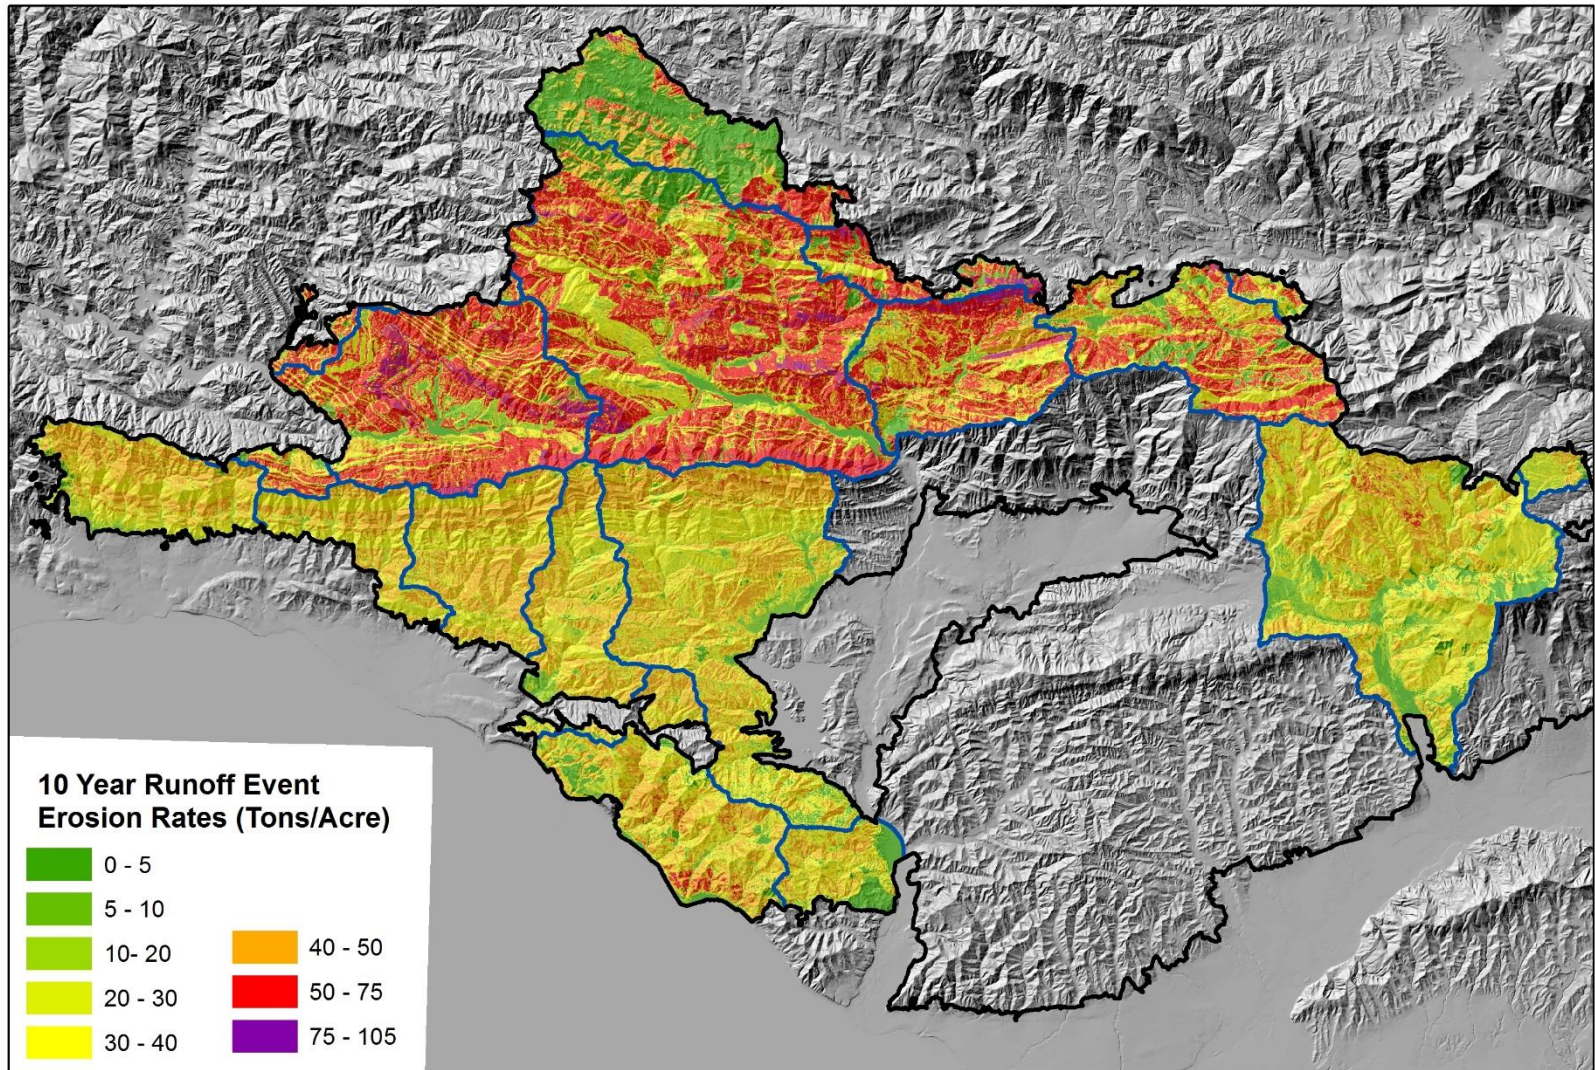 10 Year Runoff Event
Erosion Rates (Tons/Acre)
0 - 5
5 - 10
10- 20
20 - 30
30 - 40
40 - 50
50 - 75
75 - 105